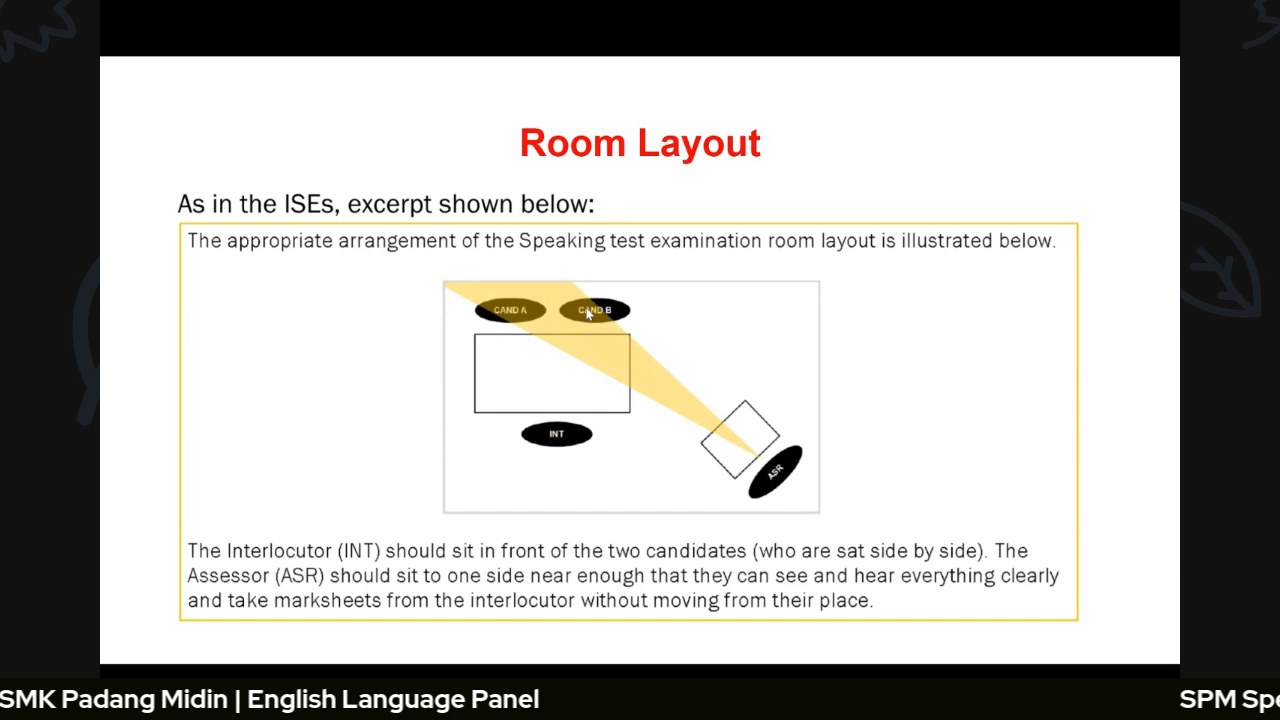 Room Layout
As in the ISEs, excerpt shown below:
The appropriate arrangement of the Speaking test examination room layout is illustrated below.
CAND A
CAND B
INT
ASR
The Interlocutor (INT) should sit in front of the two candidates (who are sat side by side). The
Assessor (ASR) should sit to one side near enough that they can see and hear everything clearly
and take marksheets from the interlocutor without moving from their place.
SMK Padang Midin | English Language Panel
SPM Spe